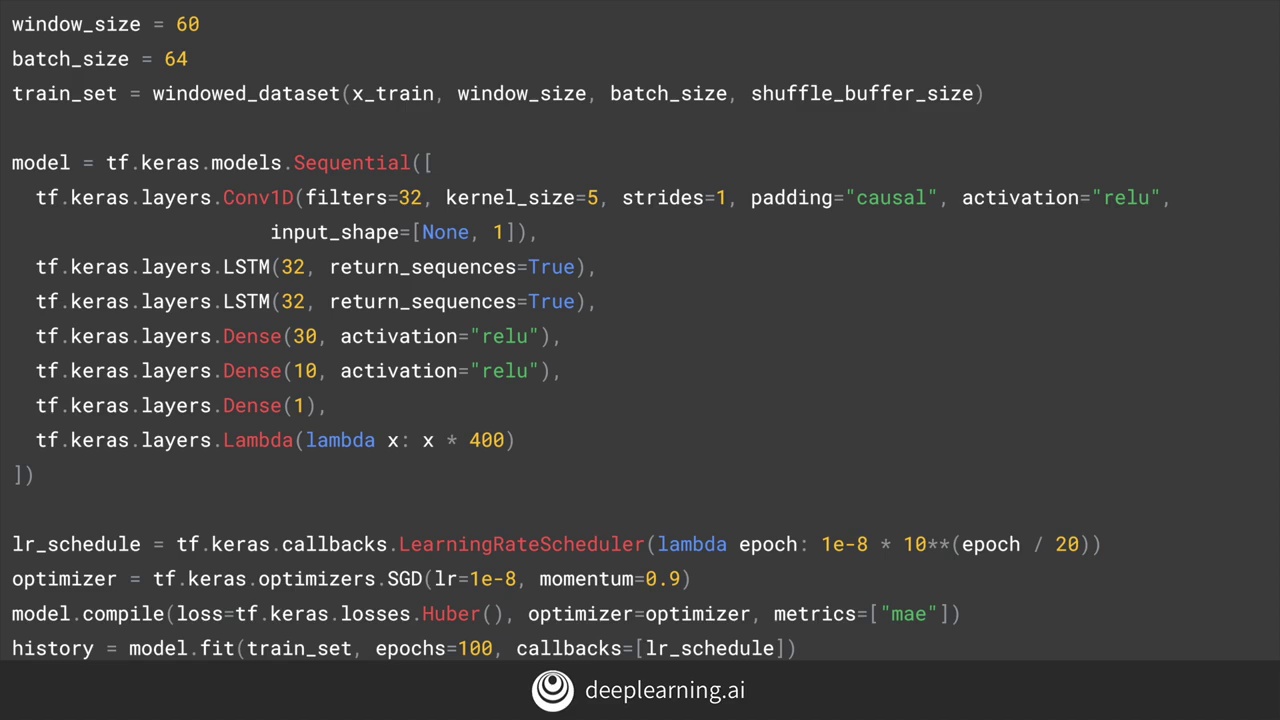 window_size = 60
batch_size = 64
train_set = windowed_dataset(x_train, window_size, batch_size, shuffle_buffer_size)

model = tf.keras.models.Sequential([
  tf.keras.layers.Conv1D(filters=32, kernel_size=5, strides=1, padding="causal", activation="relu",
                      input_shape=[None, 1]),
  tf.keras.layers.LSTM(32, return_sequences=True),
  tf.keras.layers.LSTM(32, return_sequences=True),
  tf.keras.layers.Dense(30, activation="relu"),
  tf.keras.layers.Dense(10, activation="relu"),
  tf.keras.layers.Dense(1),
  tf.keras.layers.Lambda(lambda x: x * 400)
])

lr_schedule = tf.keras.callbacks.LearningRateScheduler(lambda epoch: 1e-8 * 10**(epoch / 20))
optimizer = tf.keras.optimizers.SGD(lr=1e-8, momentum=0.9)
model.compile(loss=tf.keras.losses.Huber(), optimizer=optimizer, metrics=["mae"])
history = model.fit(train_set, epochs=100, callbacks=[lr_schedule])
deeplearning.ai